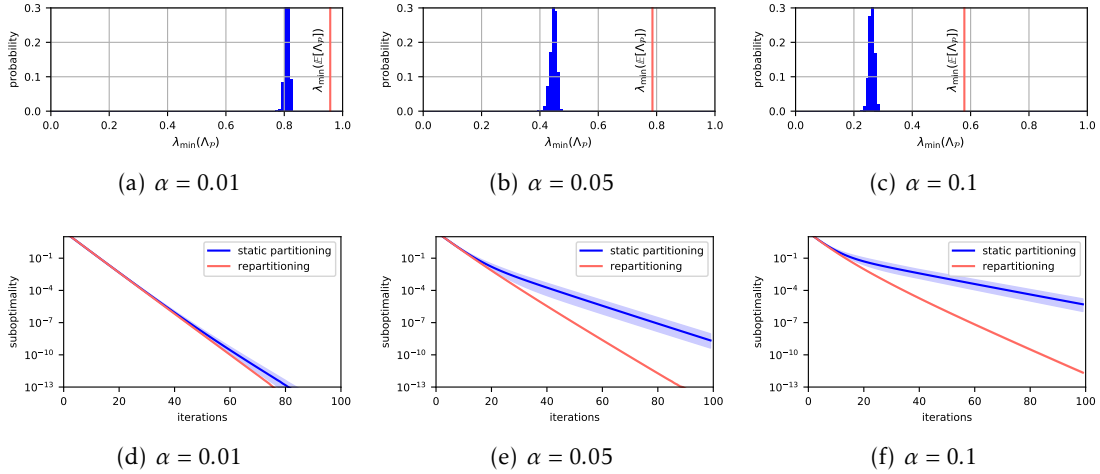 probability
0.3
0.2
0.1
0.0
0.0 0.2 0.4 0.6 0.8 1.0
λmin(Λ𝒫)
λmin(𝔼[Λ𝒫])
(a) α = 0.01
probability
0.3
0.2
0.1
0.0
0.0 0.2 0.4 0.6 0.8 1.0
λmin(Λ𝒫)
λmin(𝔼[Λ𝒫])
(b) α = 0.05
probability
0.3
0.2
0.1
0.0
0.0 0.2 0.4 0.6 0.8 1.0
λmin(Λ𝒫)
λmin(𝔼[Λ𝒫])
(c) α = 0.1
suboptimality
10⁻¹
10⁻⁴
10⁻⁷
10⁻¹⁰
10⁻¹³
static partitioning
repartitioning
0 20 40 60 80 100
iterations
(d) α = 0.01
suboptimality
10⁻¹
10⁻⁴
10⁻⁷
10⁻¹⁰
10⁻¹³
static partitioning
repartitioning
0 20 40 60 80 100
iterations
(e) α = 0.05
suboptimality
10⁻¹
10⁻⁴
10⁻⁷
10⁻¹⁰
10⁻¹³
static partitioning
repartitioning
0 20 40 60 80 100
iterations
(f) α = 0.1